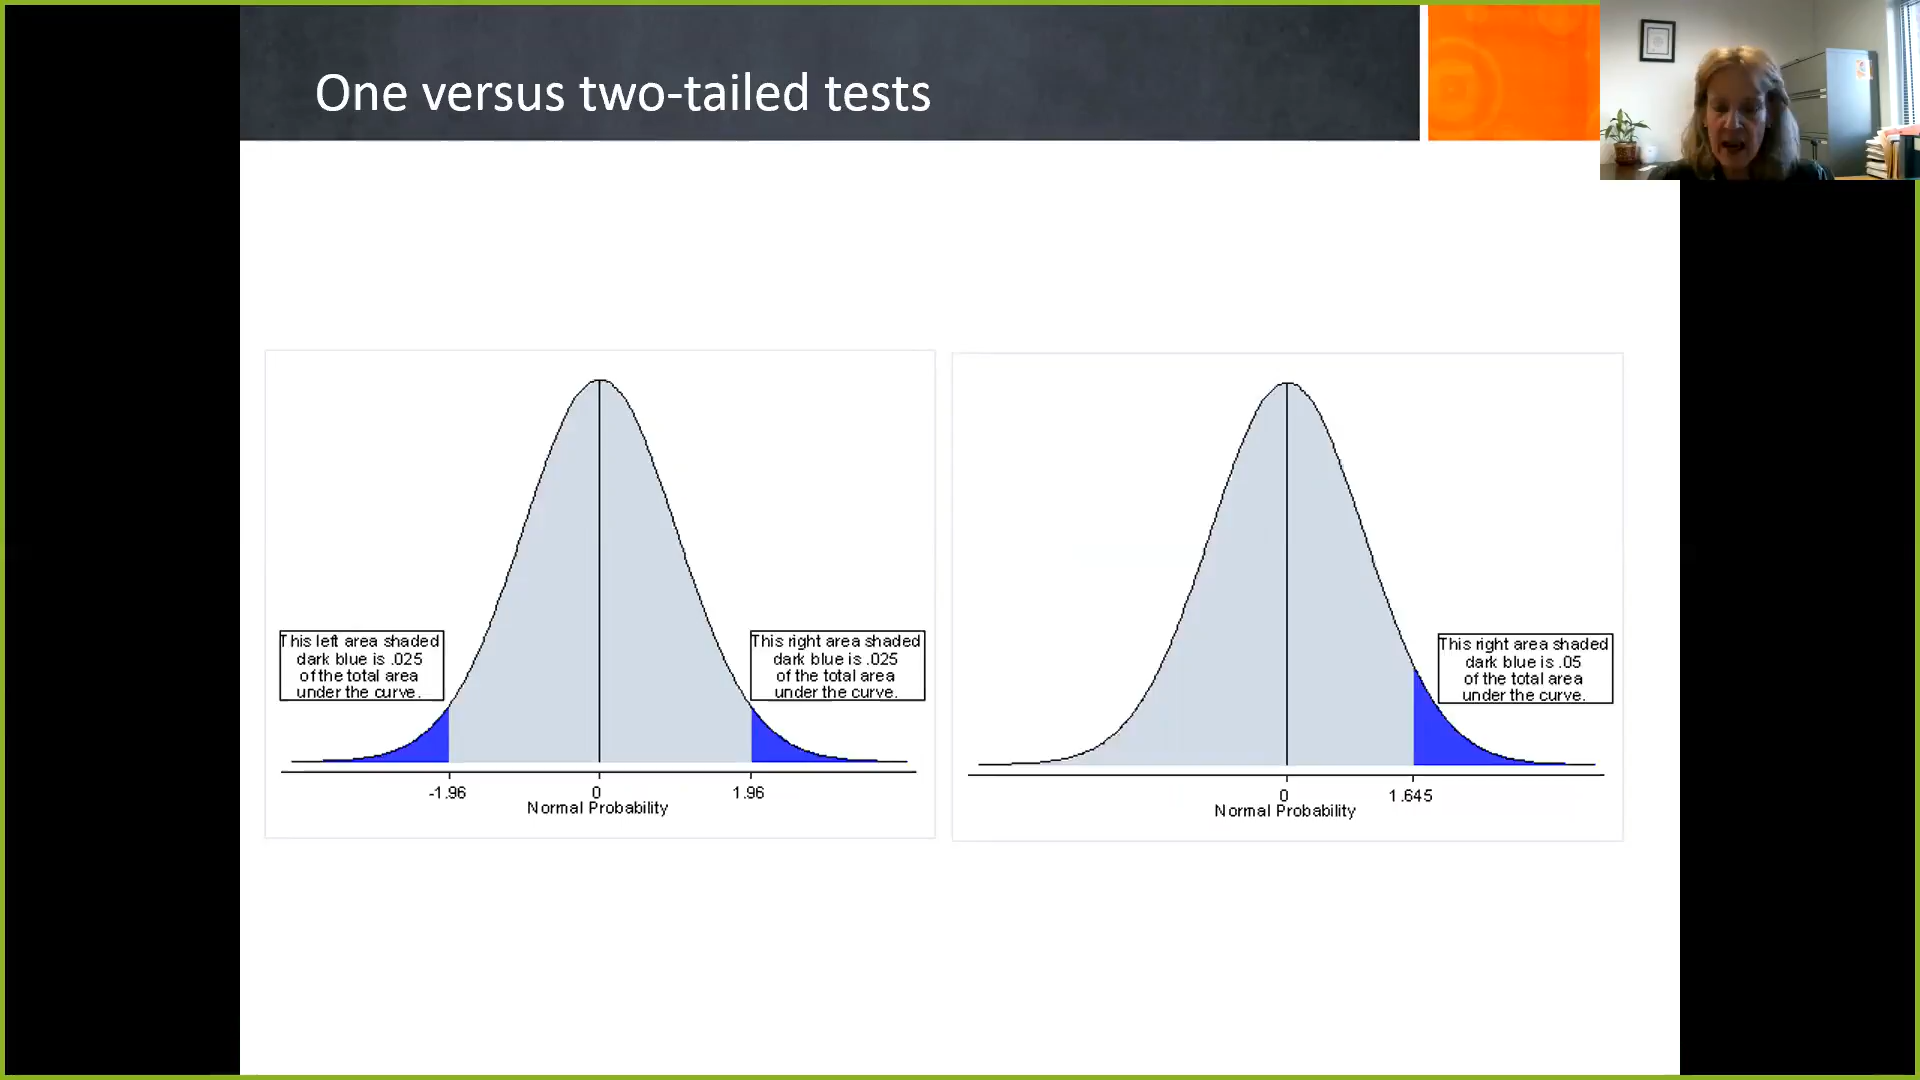 One versus two-tailed tests
This left area shaded
dark blue is .025
of the total area
under the curve.
This right area shaded
dark blue is .025
of the total area
under the curve.
-1.96
0
1.96
Normal Probability
This right area shaded
dark blue is .05
of the total area
under the curve.
0
1.645
Normal Probability